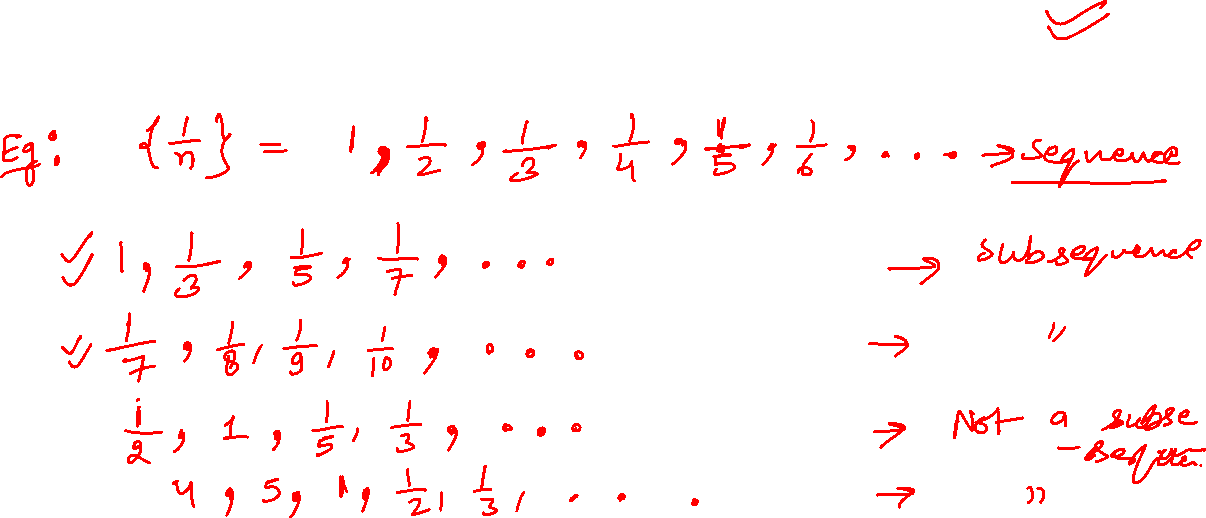 Eg: {1/n} = 1, 1/2, 1/3, 1/4, 1/5, 1/6, ... → Sequence
1, 1/3, 1/5, 1/7, ... → Subsequence
1/7, 1/8, 1/9, 1/10, ... → "
1/2, 1, 1/5, 1/3, ... → Not a subse
4, 5, 1, 1/2, 1/3, ... → "